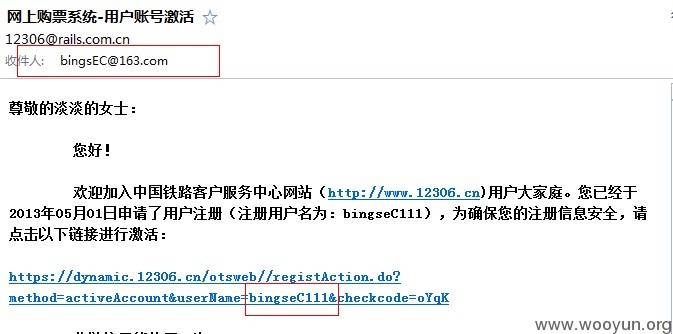 网上购票系统-用户账号激活
12306@rails.com.cn
收件人: bingsEC@163.com
尊敬的淡淡的女士：
您好！
欢迎加入中国铁路客户服务中心网站（http://www.12306.cn)用户大家庭。您已经于
2013年05月01日申请了用户注册（注册用户名为：bingseC111），为确保您的注册信息安全，请
点击以下链接进行激活：
https://dynamic.12306.cn/otsweb//registAction.do?
method=activeAccount&userName=bingseC111&checkcode=oYqK
www.wooyun.org